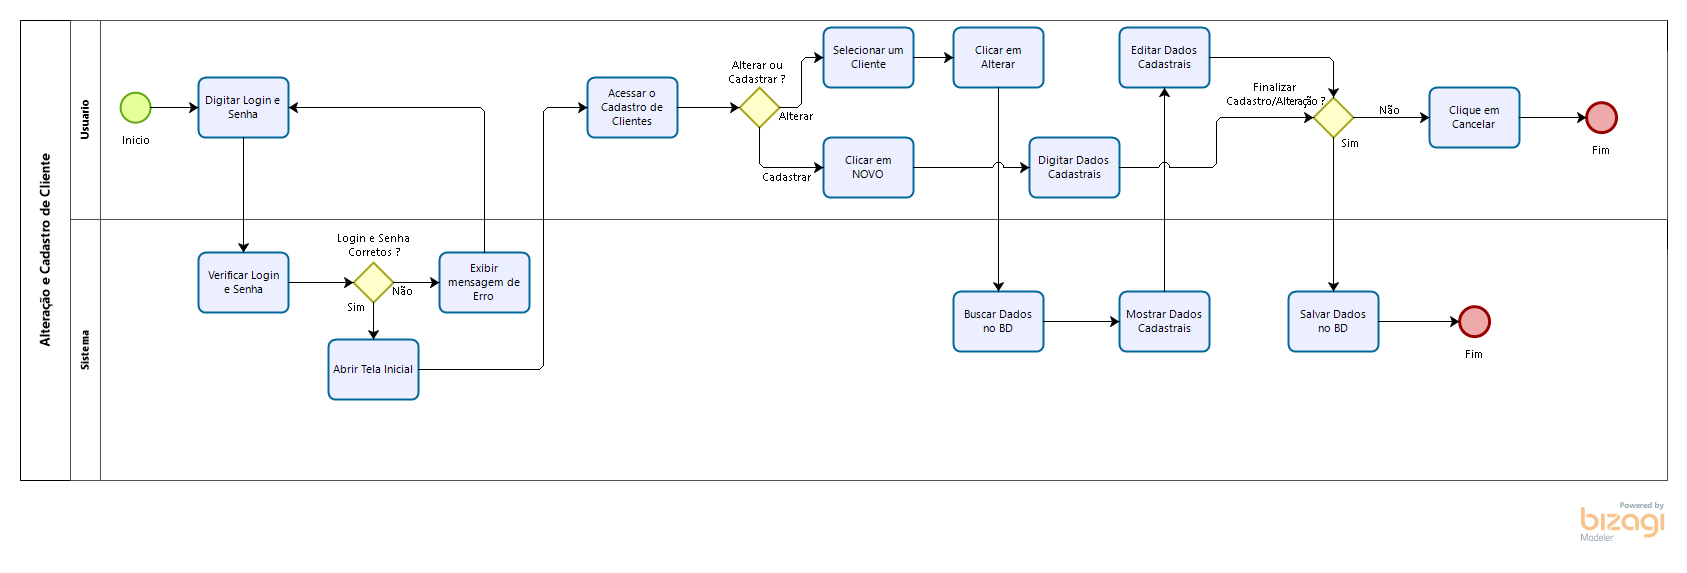 Alteração e Cadastro de Cliente
Usuario
Inicio
Digitar Login e
Senha
Acessar o
Cadastro de
Clientes
Alterar ou
Cadastrar ?
Alterar
Cadastrar
Selecionar um
Cliente
Clicar em
Alterar
Clicar em
NOVO
Digitar Dados
Cadastrais
Editar Dados
Cadastrais
Finalizar
Cadastro/Alteração ?
Não
Sim
Clique em
Cancelar
Fim
Sistema
Verificar Login
e Senha
Login e Senha
Corretos ?
Não
Sim
Exibir
mensagem de
Erro
Abrir Tela Inicial
Buscar Dados
no BD
Mostrar Dados
Cadastrais
Salvar Dados
no BD
Fim
Powered by
bizagi
Modeler